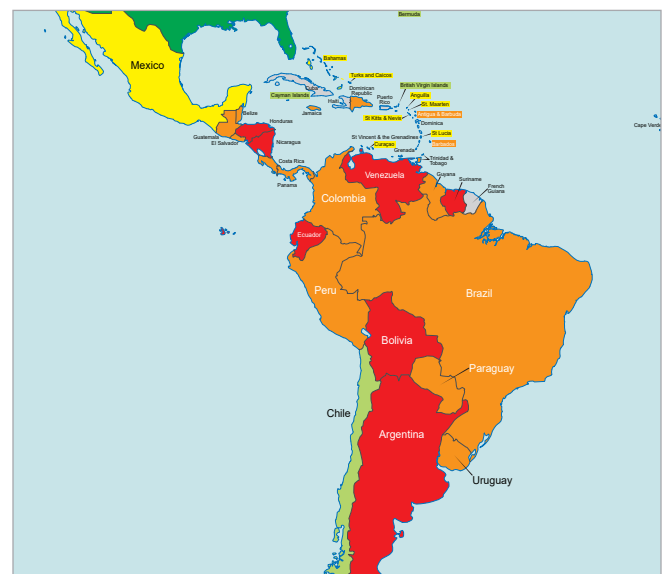 Bermuda
Mexico
Bahamas
Turks and Caicos
Cuba
Cayman Islands
Dominican
Republic
British Virgin Islands
Puerto
Rico
Haiti
Anguilla
St. Maarten
Jamaica
Belize
Antigua & Barbuda
St Kitts & Nevis
Dominica
Honduras
Cape Verde
Guatemala
El Salvador
Nicaragua
St Vincent & the Grenadines
St Lucia
Curaçao
Barbados
Grenada
Costa Rica
Trinidad &
Tobago
Panama
Venezuela
Guyana
Suriname
French
Guiana
Colombia
Ecuador
Peru
Brazil
Bolivia
Paraguay
Chile
Argentina
Uruguay